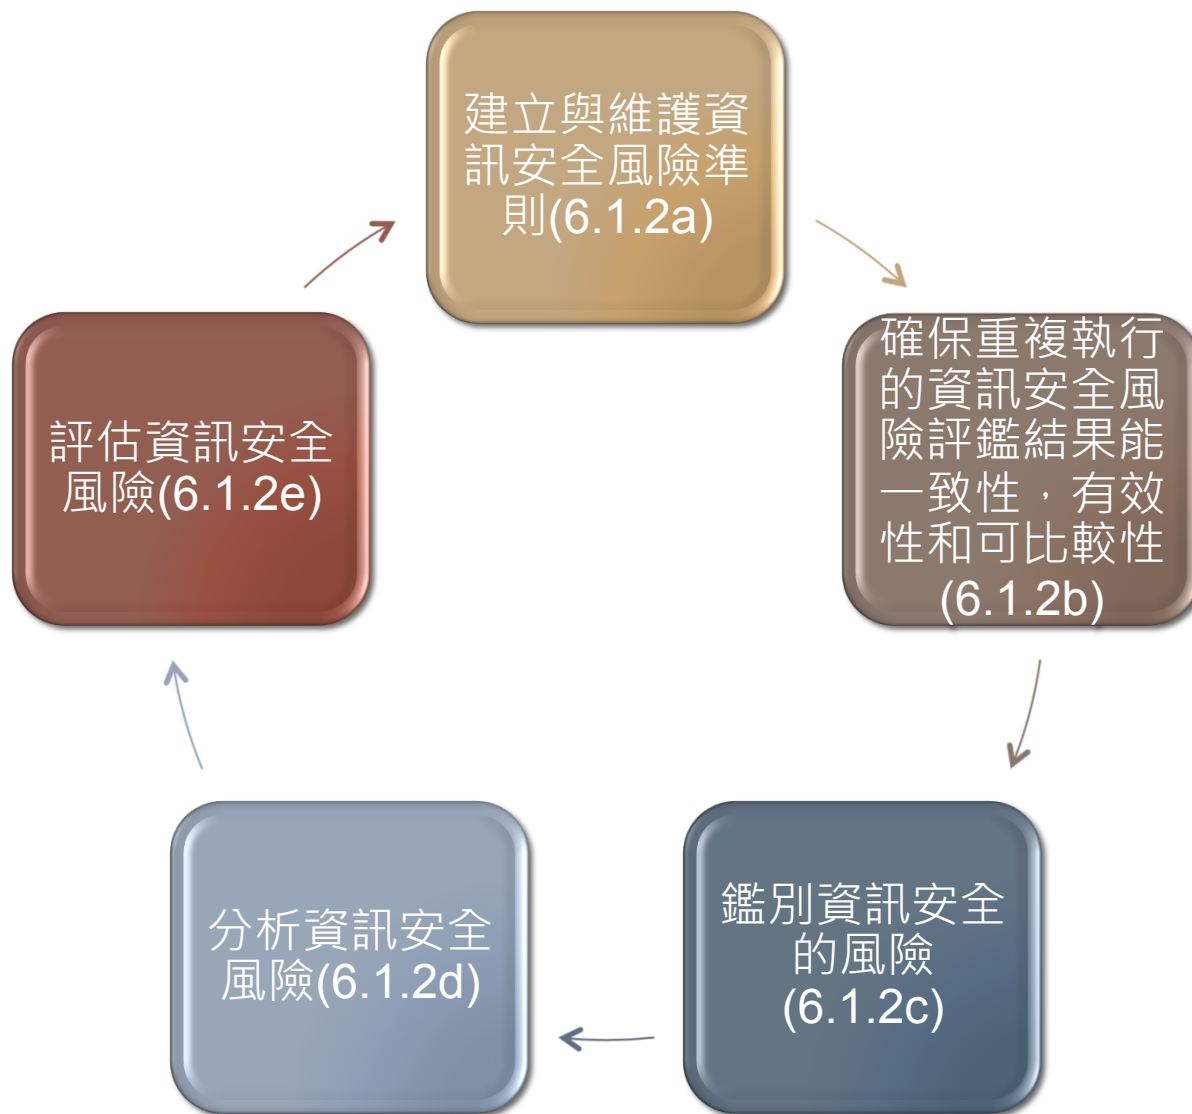 建立與維護資
訊安全風險準
則(6.1.2a)
確保重複執行
的資訊安全風
險評鑑結果能
一致性，有效
性和可比較性
(6.1.2b)
鑑別資訊安全
的風險
(6.1.2c)
分析資訊安全
風險(6.1.2d)
評估資訊安全
風險(6.1.2e)